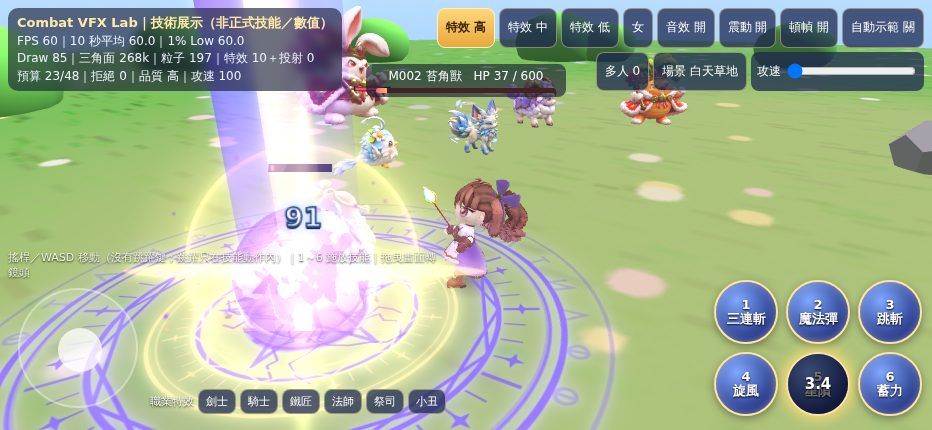 Combat VFX Lab｜技術展示（非正式技能／數值）
FPS 60｜10 秒平均 60.0｜1% Low 60.0
Draw 85｜三角面 268k｜粒子 197｜特效 10＋投射 0
預算 23/48｜拒絕 0｜品質 高｜攻速 100
特效 高
特效 中
特效 低
女
音效 開
震動 開
頓幀 開
自動示範 關
多人 0
場景 白天草地
攻速
M002 苔角獸 HP 37 / 600
91
搖桿／WASD 移動
1～6 施放技能｜拖曳畫面轉
鏡頭
1
三連斬
2
魔法彈
3
跳斬
4
旋風
3.4
6
蓄力
職業特效
劍士
騎士
鐵匠
法師
祭司
小丑